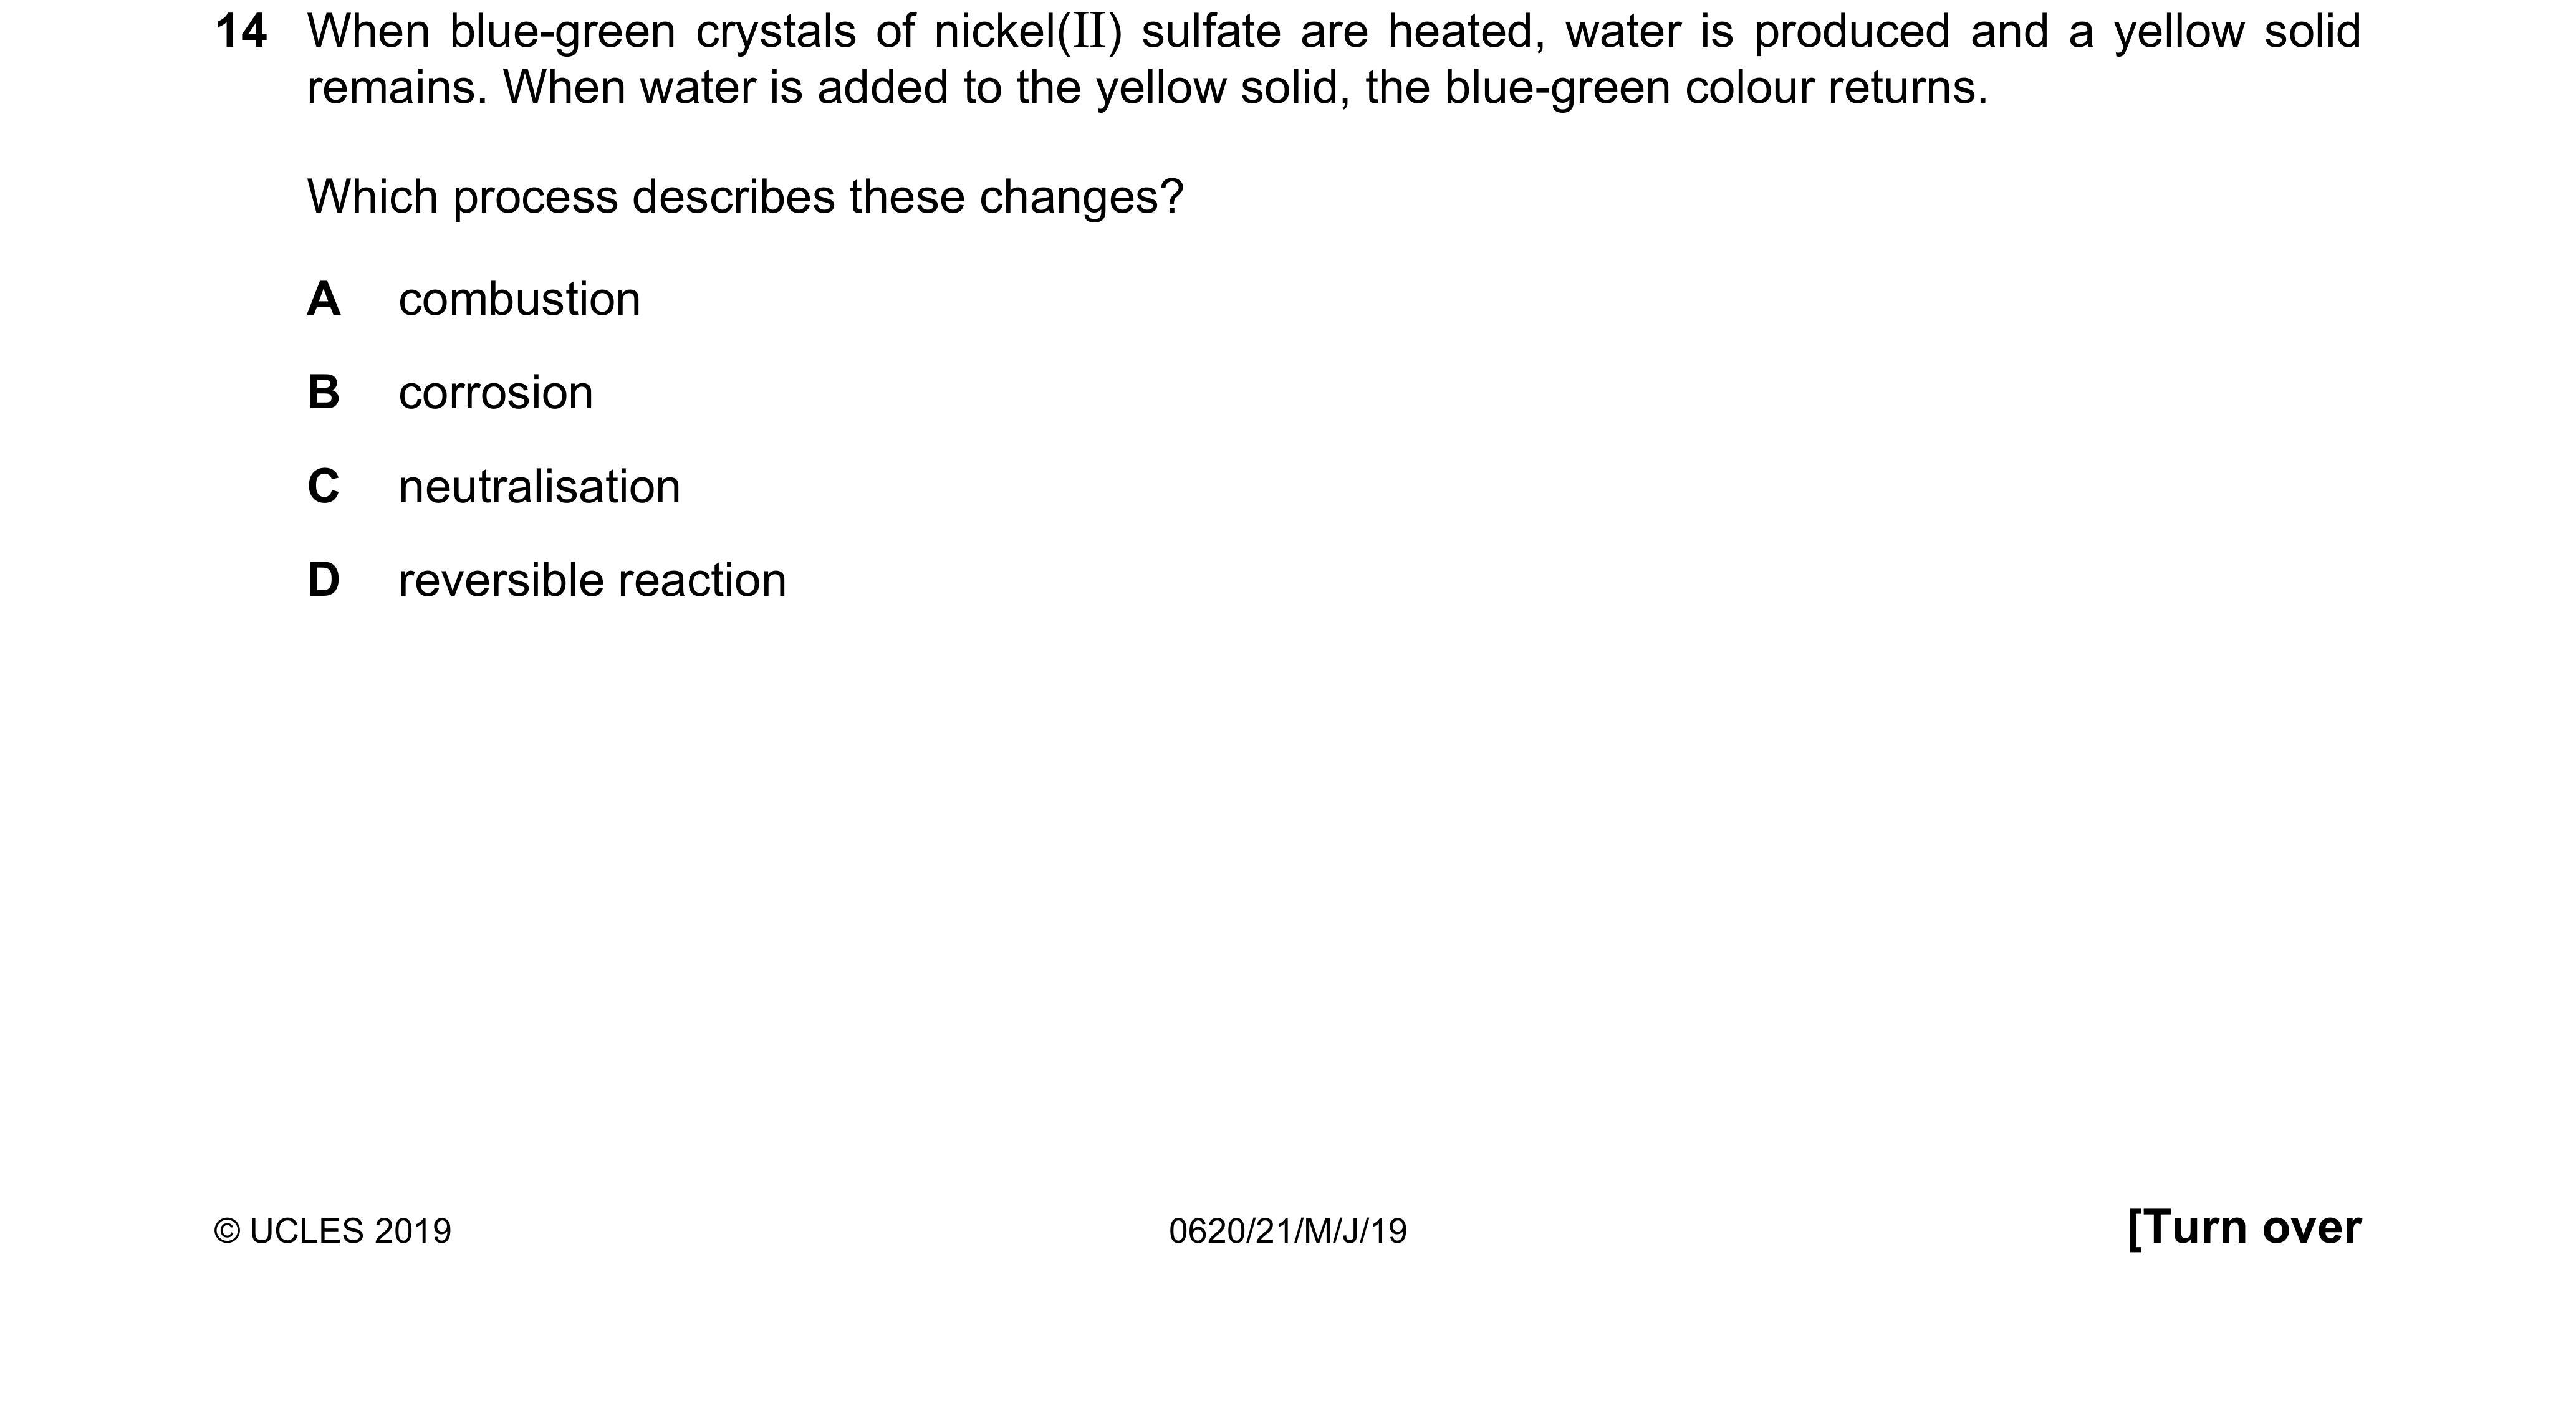 14 When blue-green crystals of nickel(II) sulfate are heated, water is produced and a yellow solid
remains. When water is added to the yellow solid, the blue-green colour returns.
Which process describes these changes?
A combustion
B corrosion
C neutralisation
D reversible reaction
© UCLES 2019 0620/21/M/J/19 [Turn over